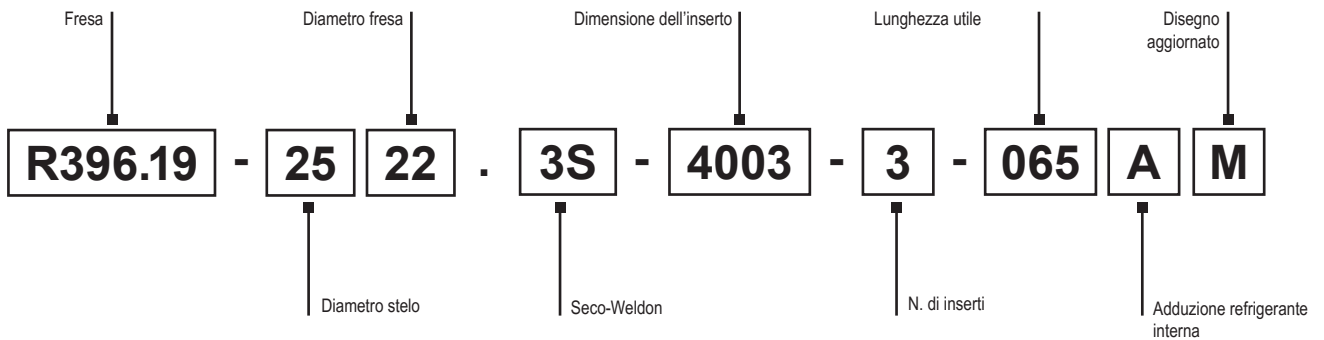 Fresa
Diametro fresa
Dimensione dell'inserto
Lunghezza utile
Disegno
aggiornato
R396.19 - 25 22 . 3S - 4003 - 3 - 065 A M
Diametro stelo
Seco-Weldon
N. di inserti
Adduzione refrigerante
interna